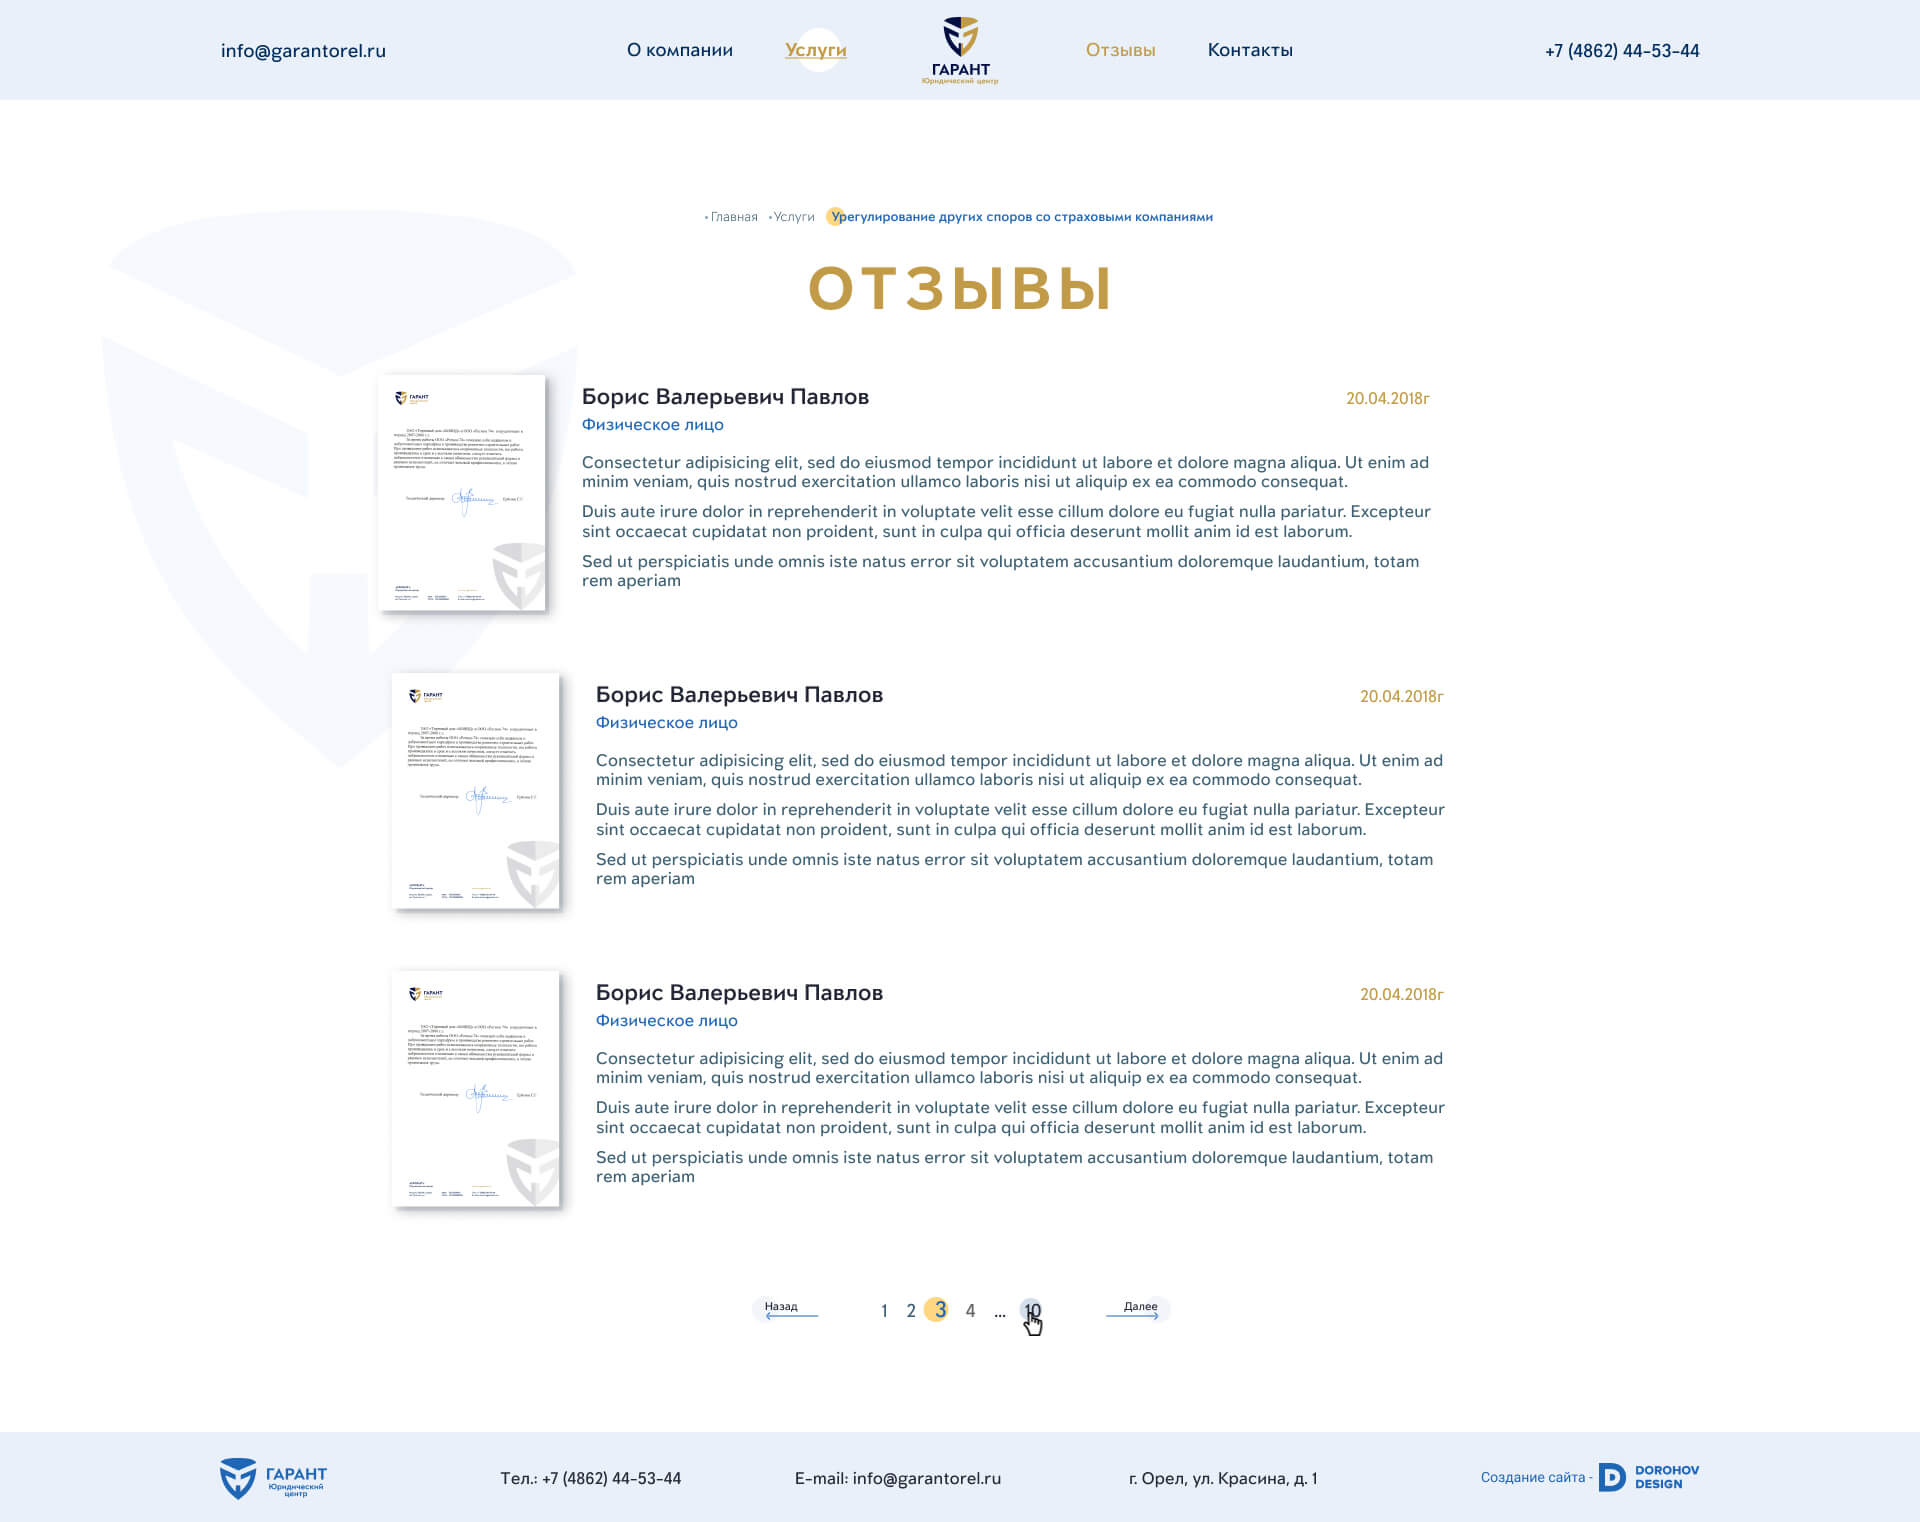 info@garantorel.ru
О компании
Услуги
ГАРАНТ
Юридический центр
Отзывы
Контакты
+7 (4862) 44-53-44
• Главная • Услуги Урегулирование других споров со страховыми компаниями
ОТЗЫВЫ
ГАРАНТ
Борис Валерьевич Павлов
20.04.2018г
Физическое лицо
Consectetur adipisicing elit, sed do eiusmod tempor incididunt ut labore et dolore magna aliqua. Ut enim ad
minim veniam, quis nostrud exercitation ullamco laboris nisi ut aliquip ex ea commodo consequat.
Duis aute irure dolor in reprehenderit in voluptate velit esse cillum dolore eu fugiat nulla pariatur. Excepteur
sint occaecat cupidatat non proident, sunt in culpa qui officia deserunt mollit anim id est laborum.
Sed ut perspiciatis unde omnis iste natus error sit voluptatem accusantium doloremque laudantium, totam
rem aperiam
ГАРАНТ
Борис Валерьевич Павлов
20.04.2018г
Физическое лицо
Consectetur adipisicing elit, sed do eiusmod tempor incididunt ut labore et dolore magna aliqua. Ut enim ad
minim veniam, quis nostrud exercitation ullamco laboris nisi ut aliquip ex ea commodo consequat.
Duis aute irure dolor in reprehenderit in voluptate velit esse cillum dolore eu fugiat nulla pariatur. Excepteur
sint occaecat cupidatat non proident, sunt in culpa qui officia deserunt mollit anim id est laborum.
Sed ut perspiciatis unde omnis iste natus error sit voluptatem accusantium doloremque laudantium, totam
rem aperiam
ГАРАНТ
Борис Валерьевич Павлов
20.04.2018г
Физическое лицо
Consectetur adipisicing elit, sed do eiusmod tempor incididunt ut labore et dolore magna aliqua. Ut enim ad
minim veniam, quis nostrud exercitation ullamco laboris nisi ut aliquip ex ea commodo consequat.
Duis aute irure dolor in reprehenderit in voluptate velit esse cillum dolore eu fugiat nulla pariatur. Excepteur
sint occaecat cupidatat non proident, sunt in culpa qui officia deserunt mollit anim id est laborum.
Sed ut perspiciatis unde omnis iste natus error sit voluptatem accusantium doloremque laudantium, totam
rem aperiam
Назад 1 2 3 4 ... 10 Далее
ГАРАНТ
Юридический
центр
Тел.: +7 (4862) 44-53-44
E-mail: info@garantorel.ru
г. Орел, ул. Красина, д. 1
Создание сайта -
DOROHOV
DESIGN